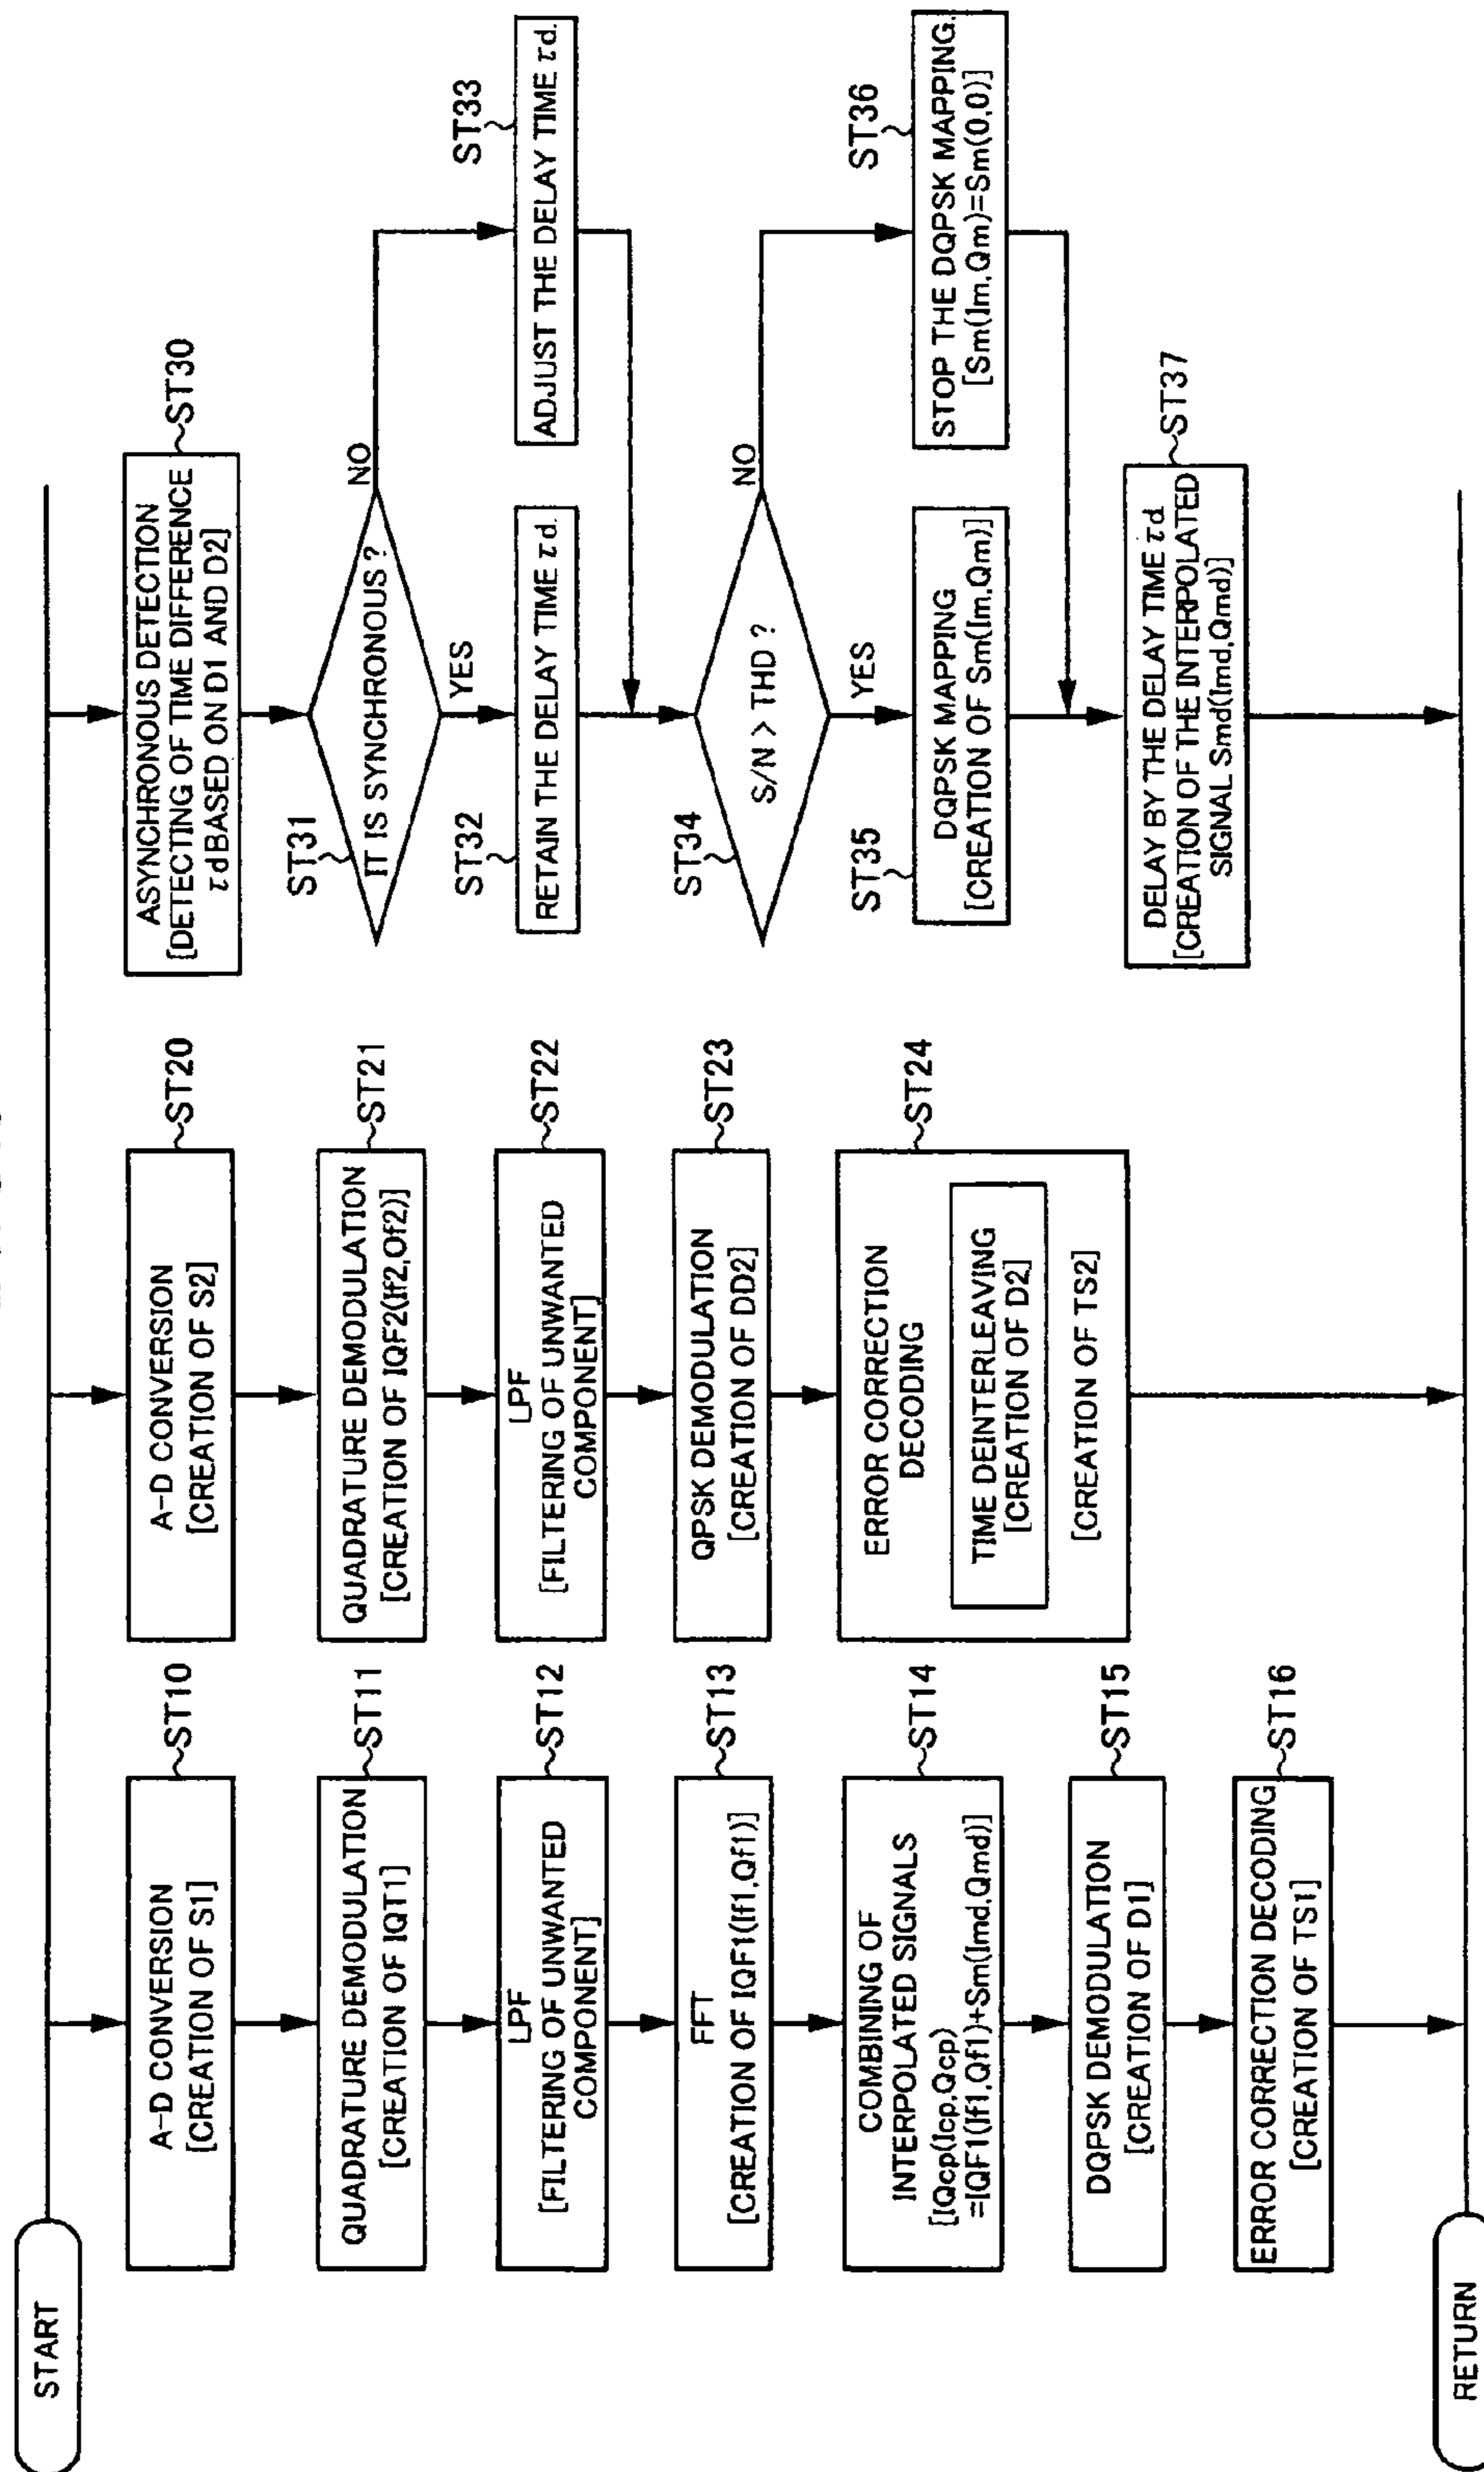 START
A-D CONVERSION
[CREATION OF S1]
ST10
QUADRATURE DEMODULATION
[CREATION OF IQT1]
ST11
LPF
[FILTERING OF UNWANTED
COMPONENT]
ST12
FFT
[CREATION OF IQF1(If1,Qf1)]
ST13
COMBINING OF
INTERPOLATED SIGNALS
[IQcp(Icp,Qcp)
=IQF1(If1,Qf1)+Sm(Imd,Qmd)]
ST14
DQPSK DEMODULATION
[CREATION OF D1]
ST15
ERROR CORRECTION DECODING
[CREATION OF TS1]
ST16
A-D CONVERSION
[CREATION OF S2]
ST20
QUADRATURE DEMODULATION
[CREATION OF IQF2(If2,Of2)]
ST21
LPF
[FILTERING OF UNWANTED
COMPONENT]
ST22
QPSK DEMODULATION
[CREATION OF DD2]
ST23
ERROR CORRECTION
DECODING
TIME DEINTERLEAVING
[CREATION OF D2]
[CREATION OF TS2]
ST24
ASYNCHRONOUS DETECTION
[DETECTING OF TIME DIFFERENCE
τdBASED ON D1 AND D2]
ST30
IT IS SYNCHRONOUS?
ST31
YES
NO
RETAIN THE DELAY TIME τd.
ST32
ADJUST THE DELAY TIME τd.
ST33
S/N > THD ?
ST34
YES
NO
DQPSK MAPPING
[CREATION OF Sm(Im,Qm)]
ST35
STOP THE DQPSK MAPPING.
[Sm(Im,Qm)=Sm(0,0)]
ST36
DELAY BY THE DELAY TIME τd
[CREATION OF THE INTERPOLATED
SIGNAL Smd(Imd,Qmd)]
ST37
RETURN